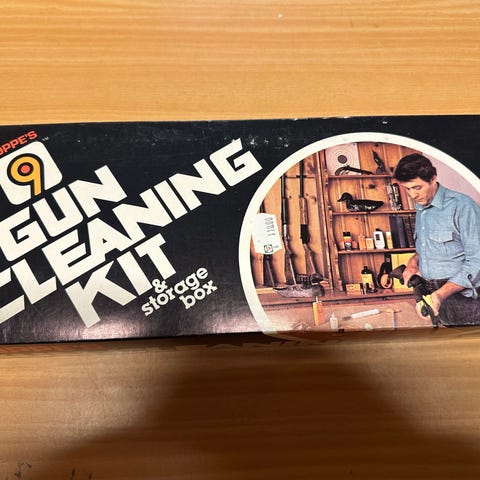 OPPE'S
9
GUN
CLEANING
KIT
& storage
box